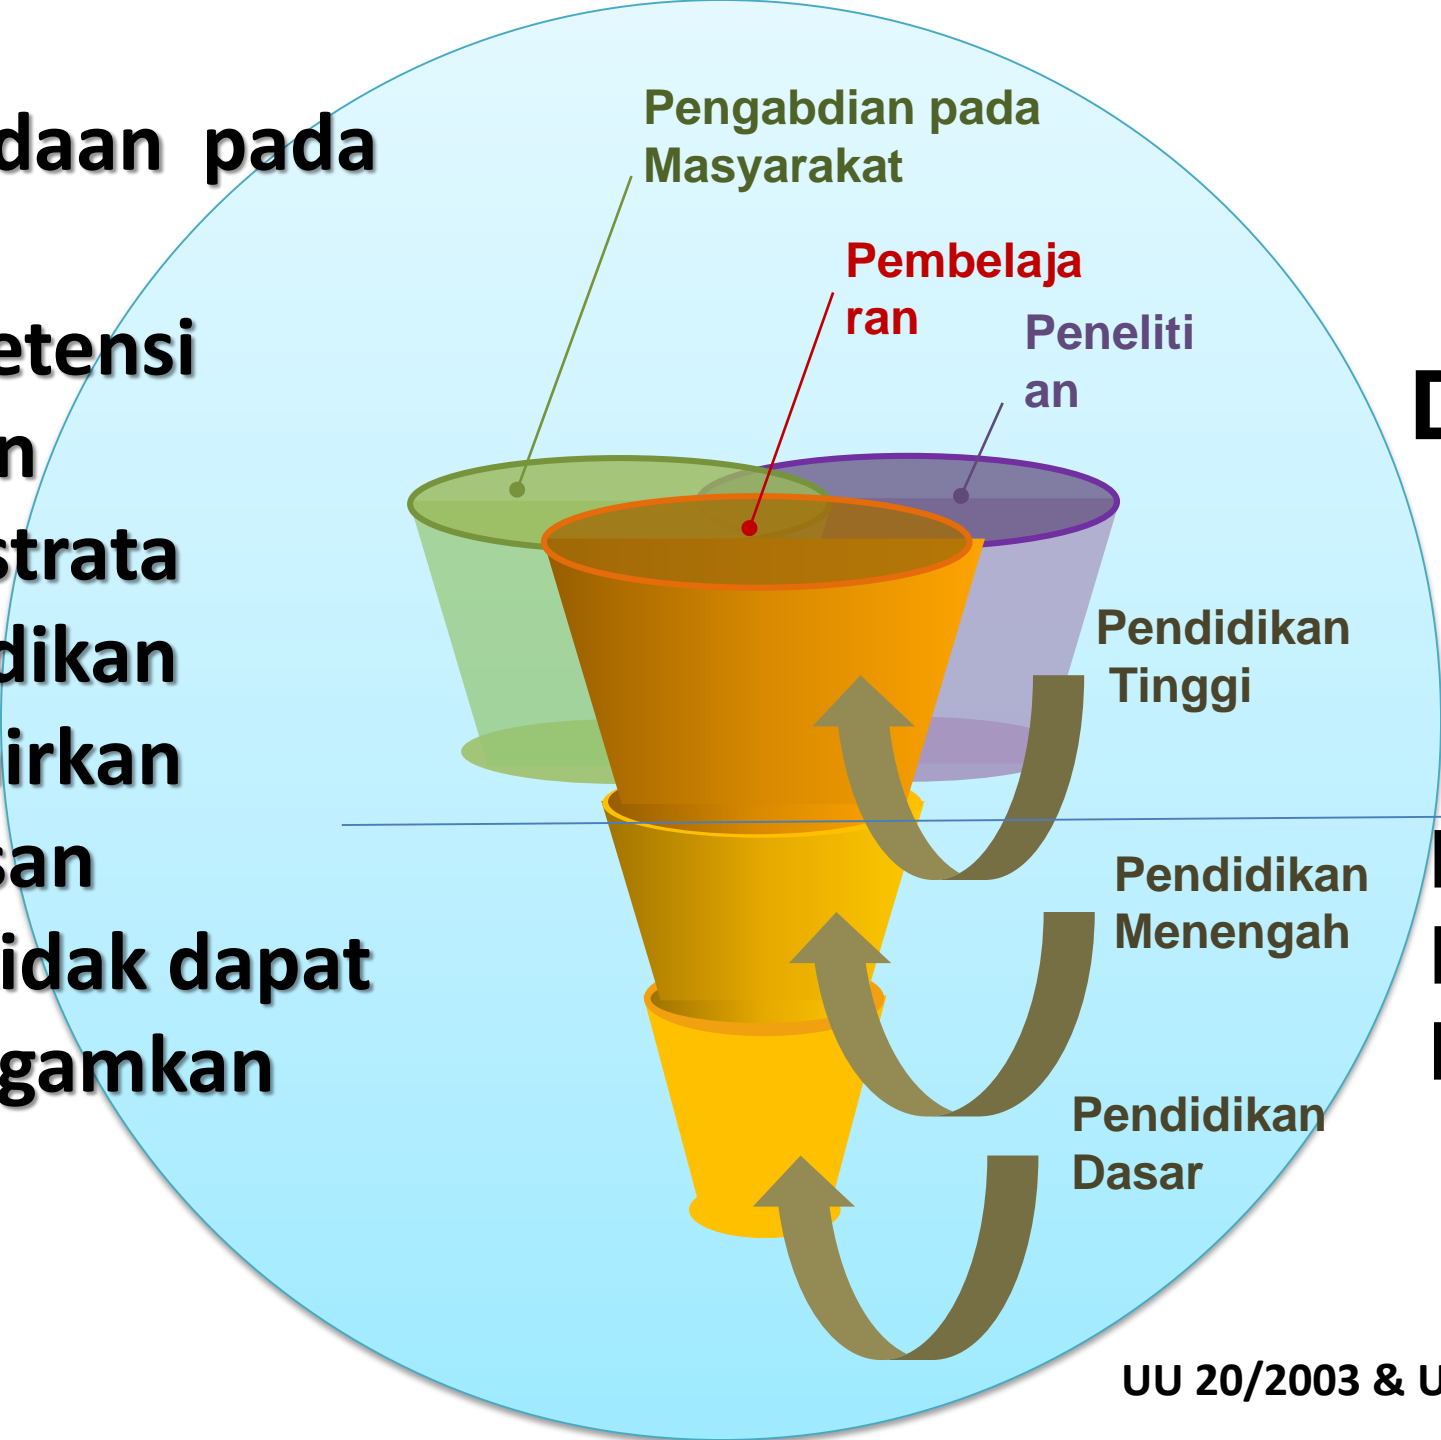 daan pada
etensi
n
strata
dikan
irkan
san
idak dapat
gamkan
Pengabdian pada
Masyarakat
Pembelaja
ran
Peneliti
an
Pendidikan
Tinggi
Pendidikan
Menengah
Pendidikan
Dasar
UU 20/2003 & U